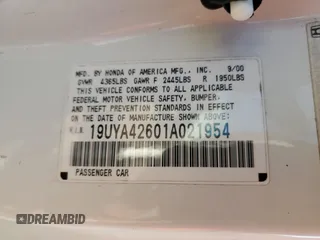 MFD. BY HONDA OF AMERICA MFG., INC. 9/00
GVWR 4365LBS GAWR F 2445LBS R 1950LBS
THIS VEHICLE CONFORMS TO ALL APPLICABLE
FEDERAL MOTOR VEHICLE SAFETY, BUMPER,
AND THEFT PREVENTION STANDARDS IN EFFECT
ON THE DATE OF MANUFACTURE SHOWN ABOVE.
V.I.N. 19UYA42601A021954
PASSENGER CAR
DREAMBID